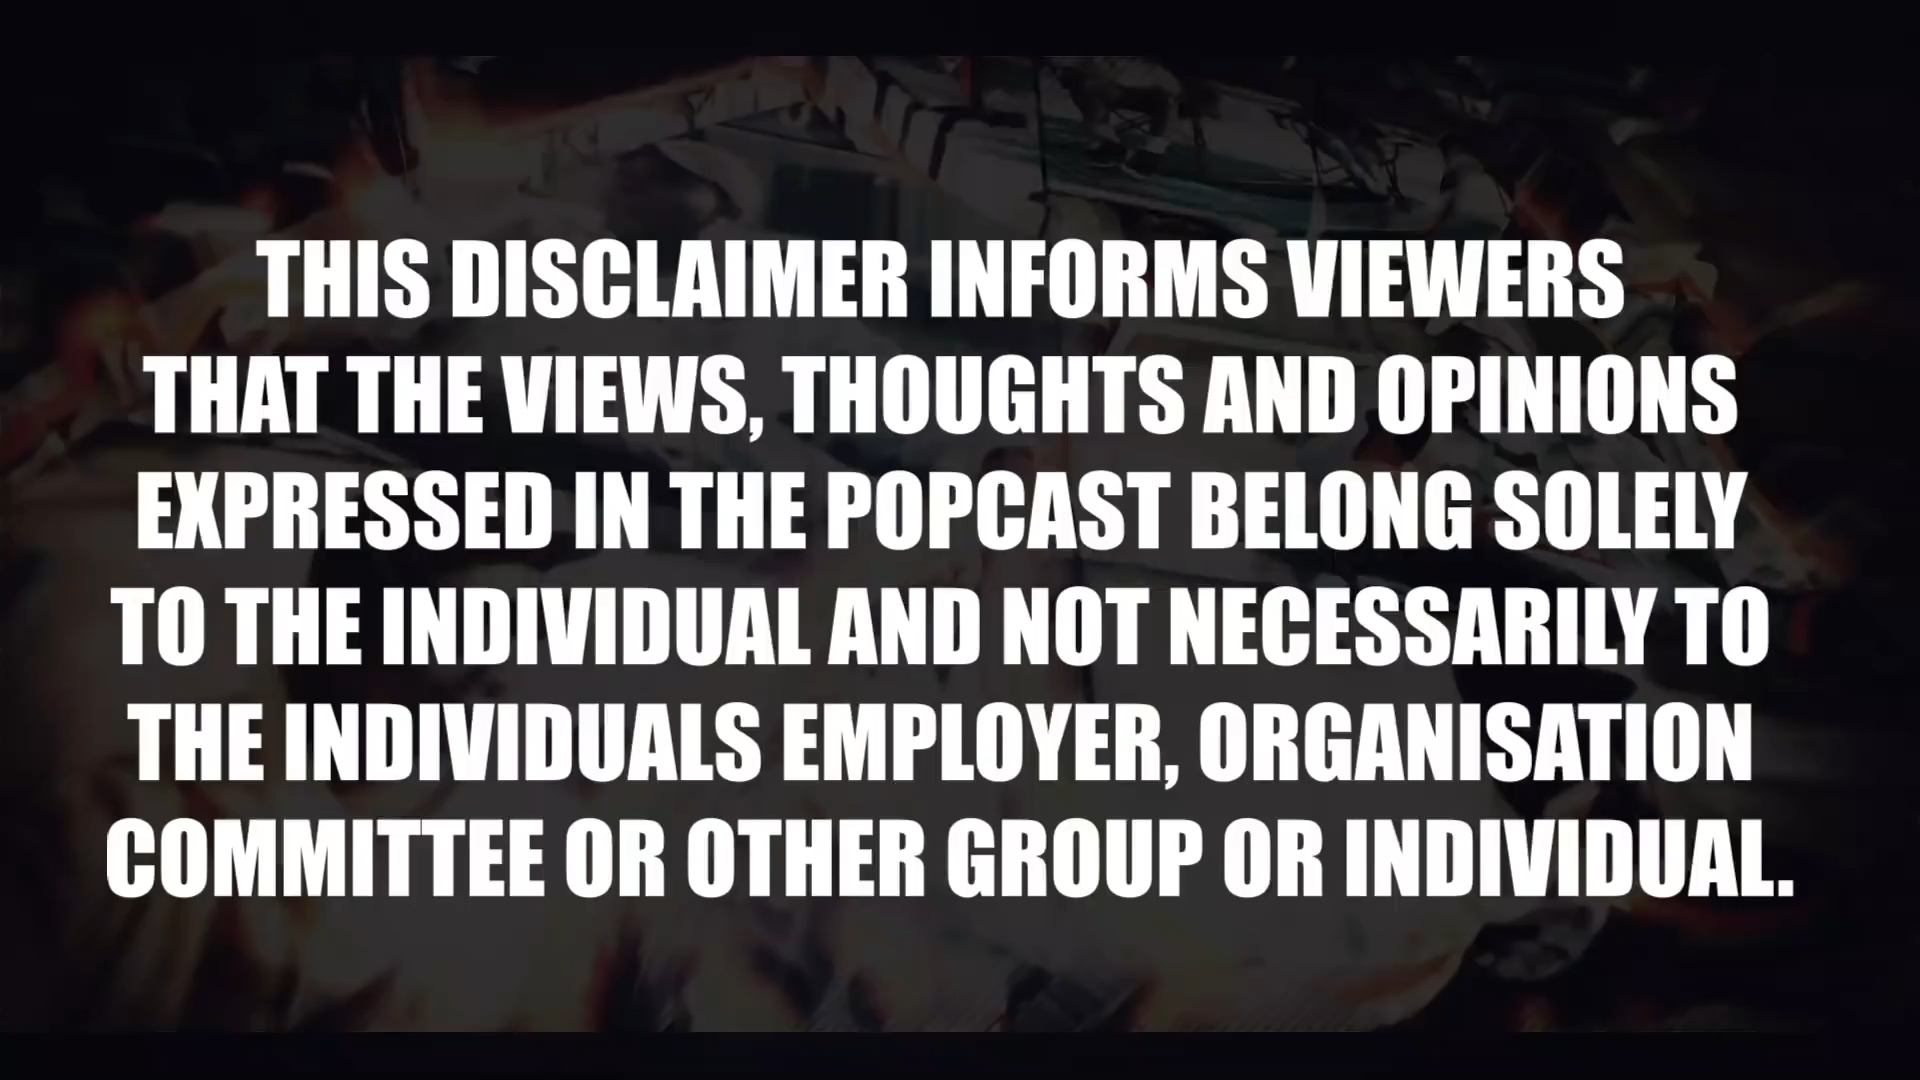 THIS DISCLAIMER INFORMS VIEWERS
THAT THE VIEWS, THOUGHTS AND OPINIONS
EXPRESSED IN THE POPCAST BELONG SOLELY
TO THE INDIVIDUAL AND NOT NECESSARILY TO
THE INDIVIDUALS EMPLOYER, ORGANISATION
COMMITTEE OR OTHER GROUP OR INDIVIDUAL.